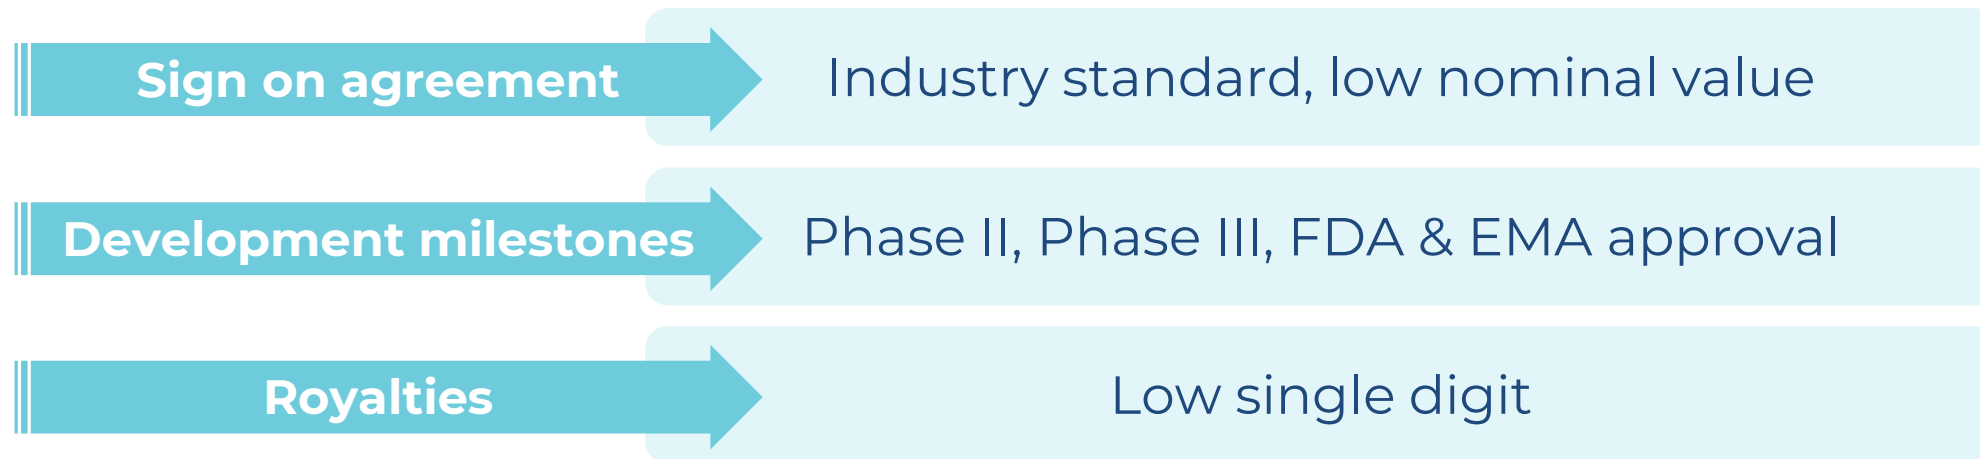 Sign on agreement
Industry standard, low nominal value
Development milestones
Phase II, Phase III, FDA & EMA approval
Royalties
Low single digit